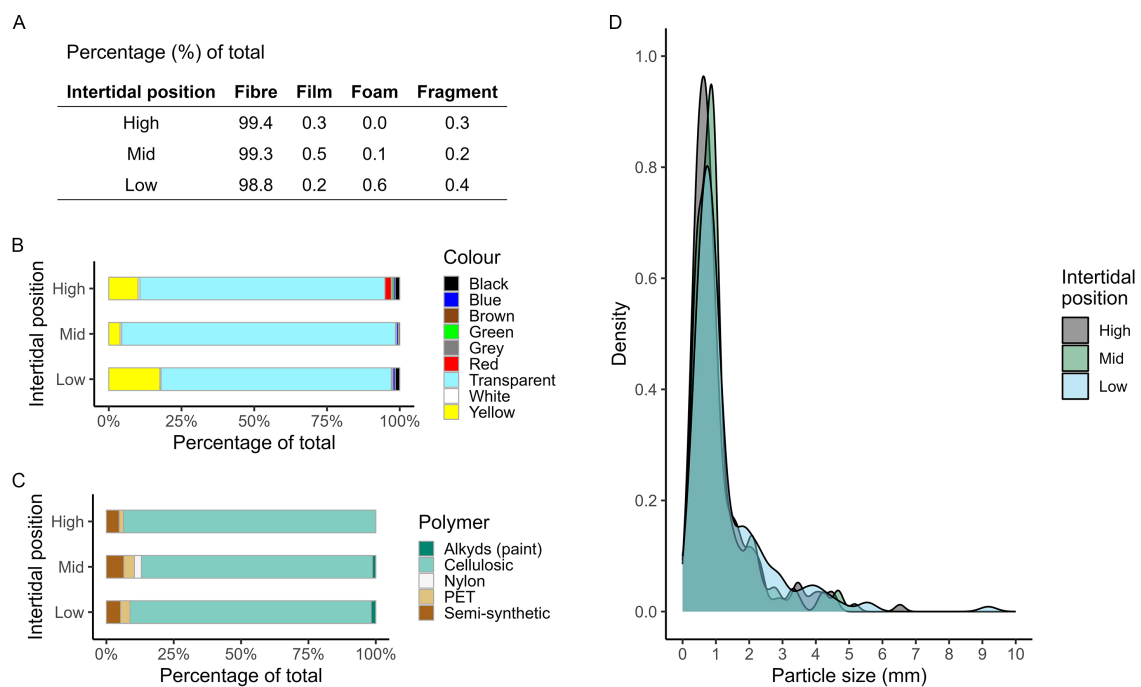 A
Percentage (%) of total
Intertidal position Fibre Film Foam Fragment
High 99.4 0.3 0.0 0.3
Mid 99.3 0.5 0.1 0.2
Low 98.8 0.2 0.6 0.4
B
Intertidal position
High
Mid
Low
0% 25% 50% 75% 100%
Percentage of total
Colour
Black
Blue
Brown
Green
Grey
Red
Transparent
White
Yellow
C
Intertidal position
High
Mid
Low
0% 25% 50% 75% 100%
Percentage of total
Polymer
Alkyds (paint)
Cellulosic
Nylon
PET
Semi-synthetic
D
Density
1.0
0.8
0.6
0.4
0.2
0.0
0 1 2 3 4 5 6 7 8 9 10
Particle size (mm)
Intertidal
position
High
Mid
Low